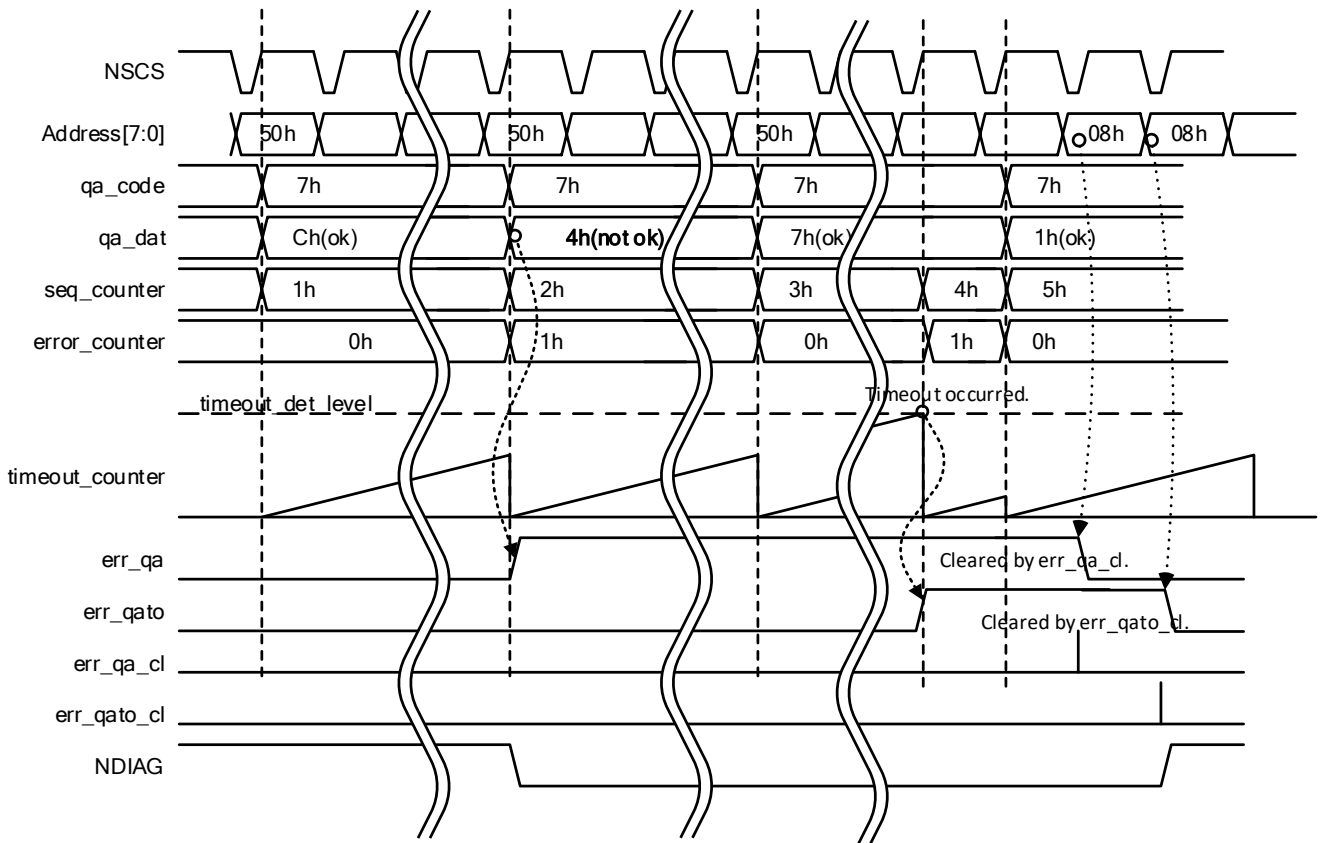 NSCS
Address[7:0] 50h 50h 50h 08h 08h
qa_code 7h 7h 7h 7h
qa_dat Ch(ok) 4h(not ok) 7h(ok) 1h(ok)
seq_counter 1h 2h 3h 4h 5h
error_counter 0h 1h 0h 1h 0h
timeout_det_level Timeout occurred.
timeout_counter
err_qa Cleared by err_qa_cl.
err_qato Cleared by err_qato_cl.
err_qa_cl
err_qato_cl
NDIAG